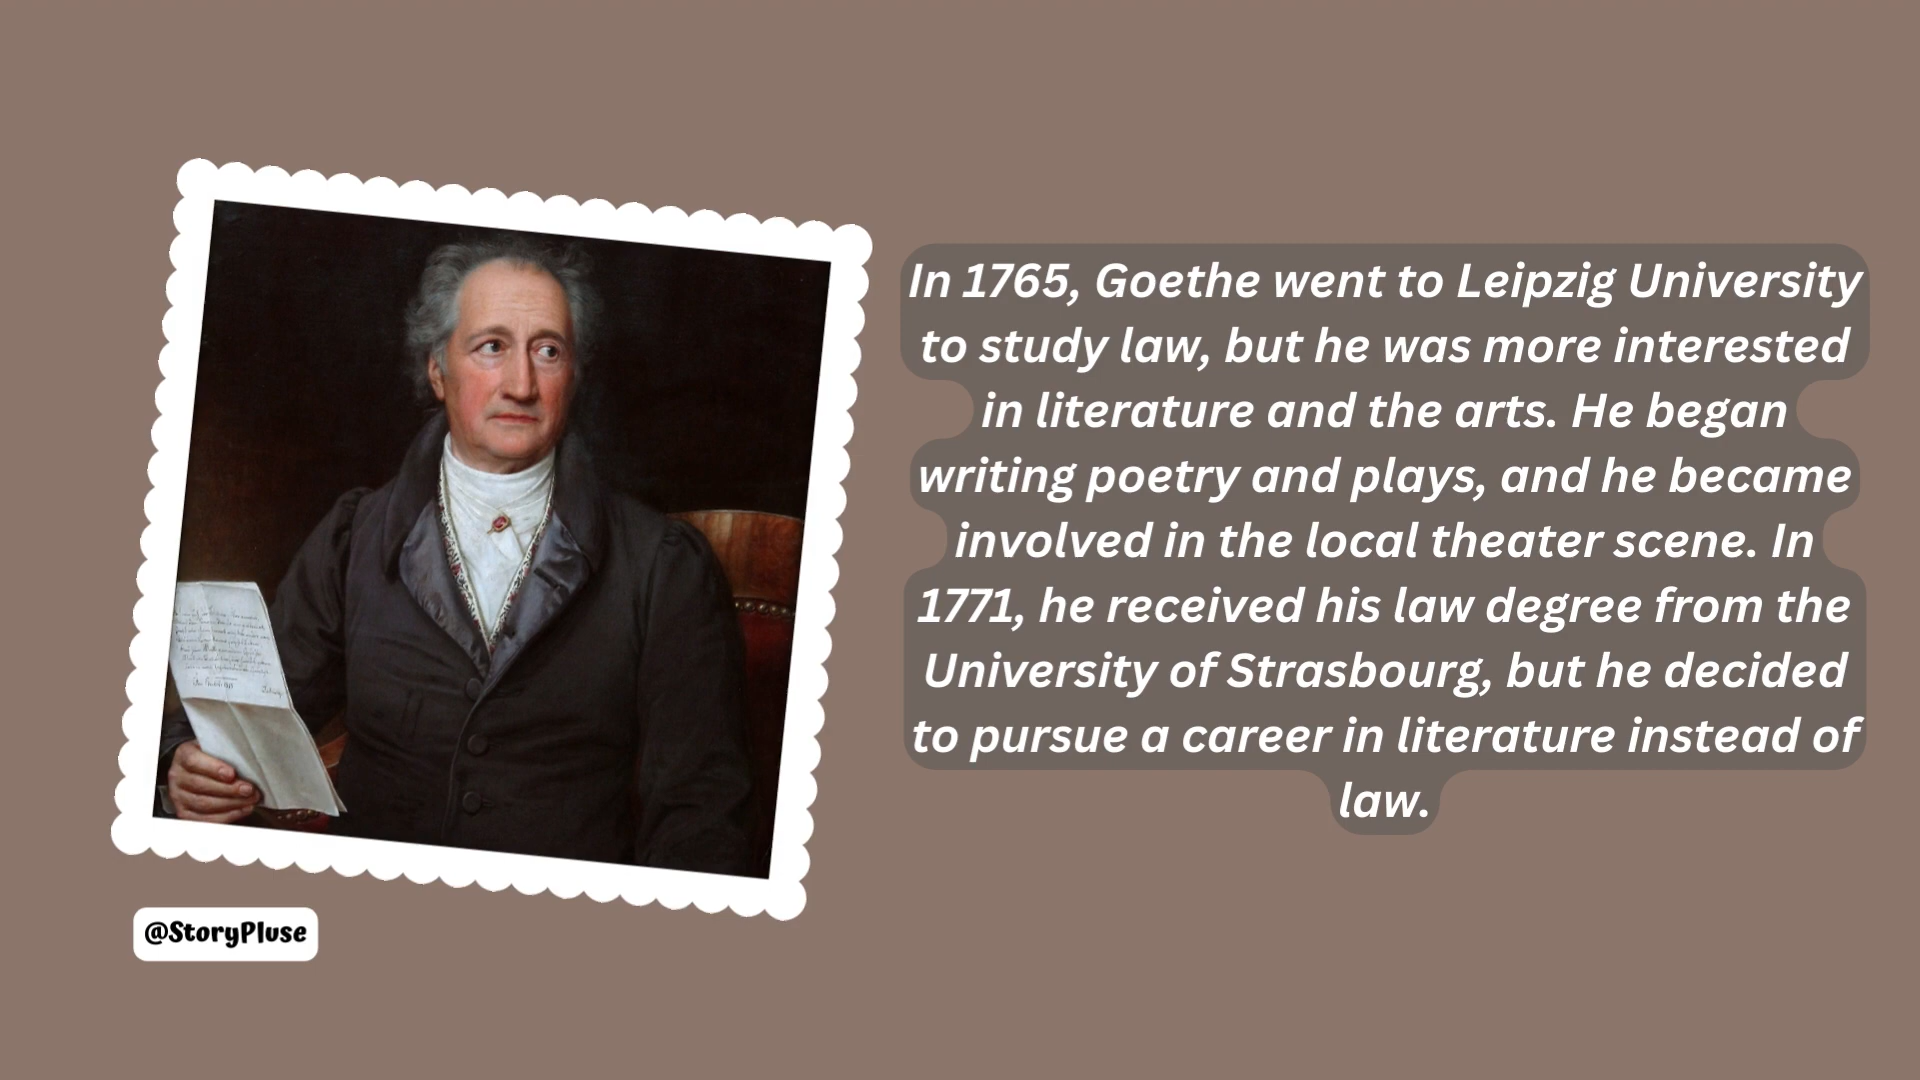 In 1765, Goethe went to Leipzig University
to study law, but he was more interested
in literature and the arts. He began
writing poetry and plays, and he became
involved in the local theater scene. In
1771, he received his law degree from the
University of Strasbourg, but he decided
to pursue a career in literature instead of
law.
@StoryPluse